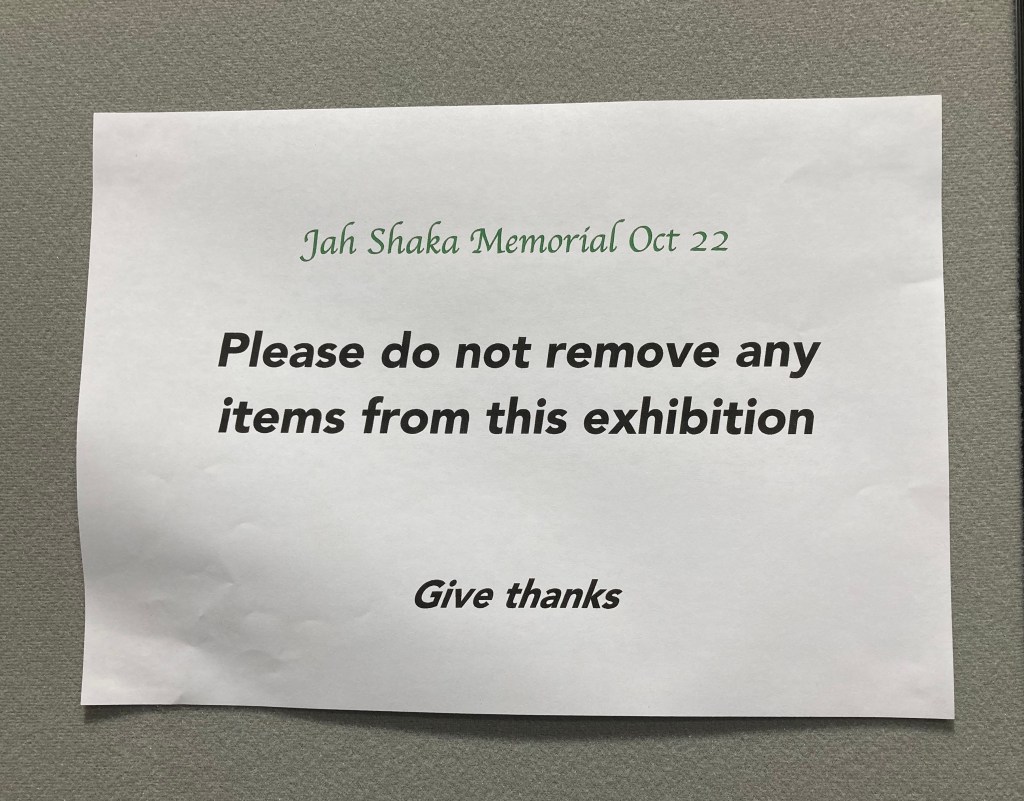 Jah Shaka Memorial Oct 22
Please do not remove any
items from this exhibition
Give thanks